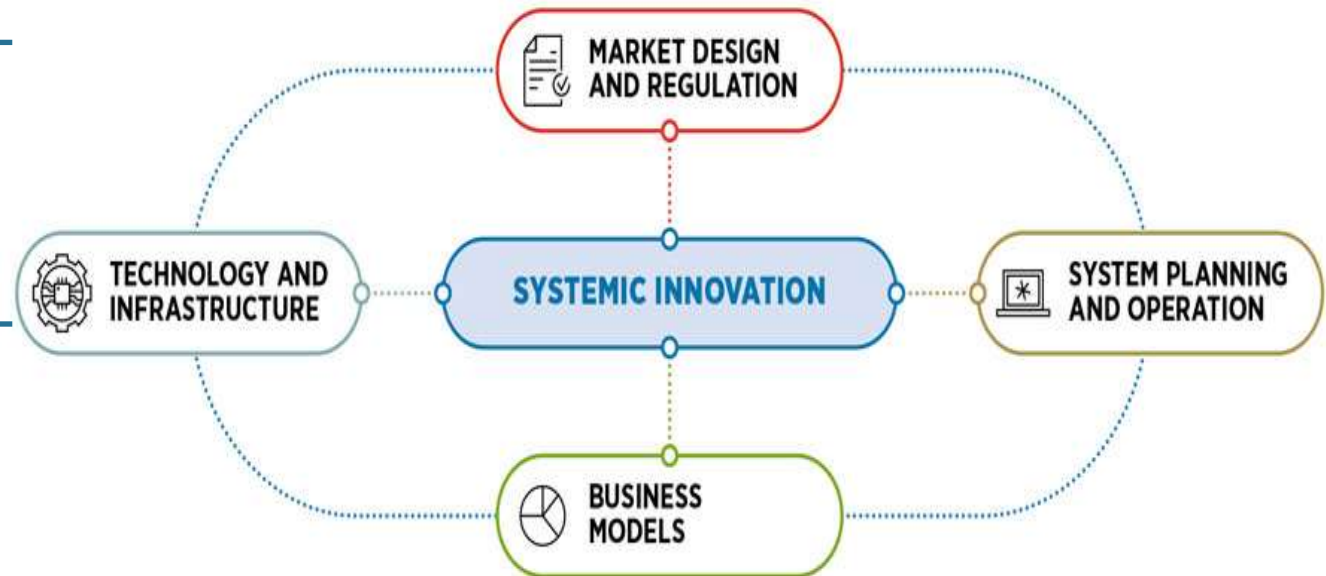 MARKET DESIGN
AND REGULATION
TECHNOLOGY AND
INFRASTRUCTURE
SYSTEMIC INNOVATION
SYSTEM PLANNING
AND OPERATION
BUSINESS
MODELS